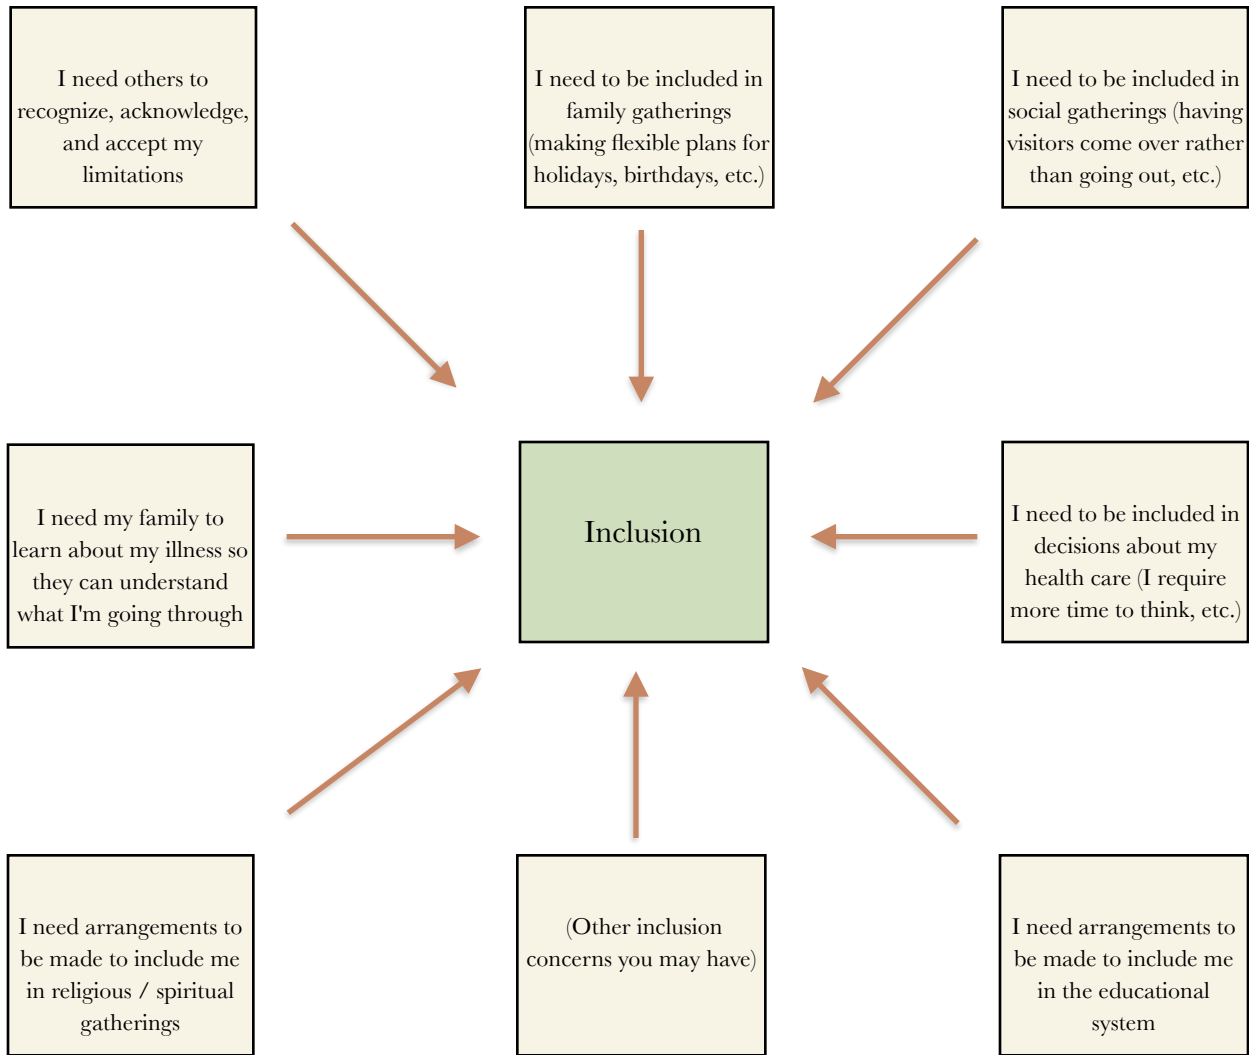 I need others to
recognize, acknowledge,
and accept my
limitations
I need to be included in
family gatherings
(making flexible plans for
holidays, birthdays, etc.)
I need to be included in
social gatherings (having
visitors come over rather
than going out, etc.)
I need my family to
learn about my illness so
they can understand
what I'm going through
Inclusion
I need to be included in
decisions about my
health care (I require
more time to think, etc.)
I need arrangements to
be made to include me
in religious / spiritual
gatherings
(Other inclusion
concerns you may have)
I need arrangements to
be made to include me
in the educational
system